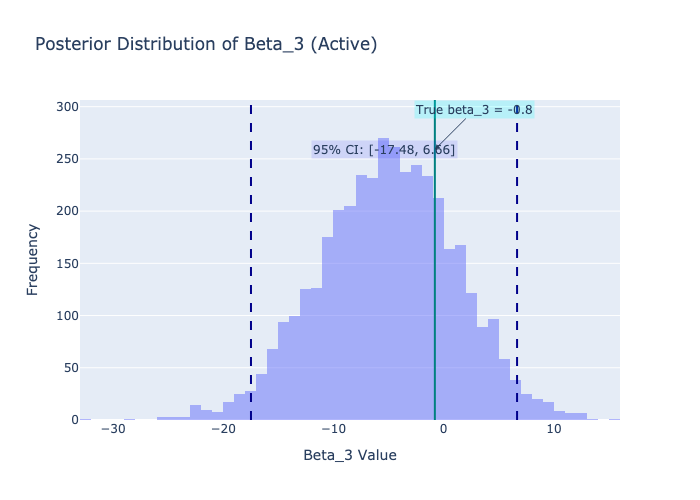 Posterior Distribution of Beta_3 (Active)
True beta_3 = -0.8
95% CI: [-17.48, 6.66]
300
250
200
150
100
50
0
Frequency
−30
−20
−10
0
10
Beta_3 Value